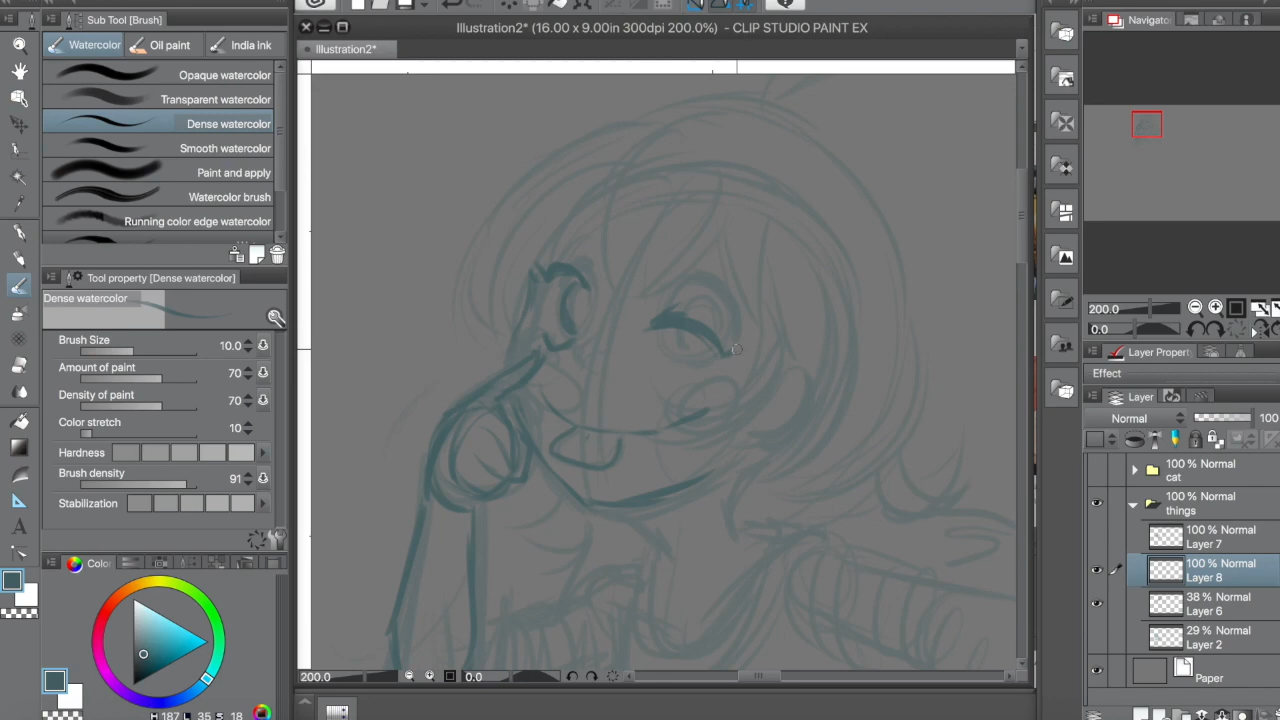 Sub Tool [Brush]
Watercolor
Oil paint
India ink
Opaque watercolor
Transparent watercolor
Dense watercolor
Smooth watercolor
Paint and apply
Watercolor brush
Running color edge watercolor
Tool property [Dense watercolor]
Dense watercolor
Brush Size 10.0
Amount of paint 70
Density of paint 70
Color stretch 10
Hardness
Brush density 91
Stabilization
Color
H 187 L 35 S 18
Illustration2* (16.00 x 9.00in 300dpi 200.0%) - CLIP STUDIO PAINT EX
Illustration2*
200.0
0.0
Navigator
200.0
0.0
Layer Propert
Effect
Layer
Normal 100
100 % Normal
cat
100 % Normal
things
100 % Normal
Layer 7
100 % Normal
Layer 8
38 % Normal
Layer 6
29 % Normal
Layer 2
Paper